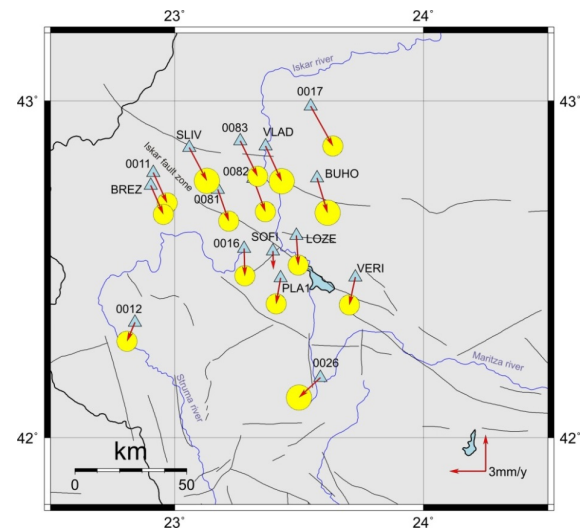 23°
24°
Iskar river
43°
43°
0017
0083
VLAD
SLIV
0011
0082
BUHO
Iskar fault zone
BREZ
0081
SOFI
0016
LOZE
VERI
PLA1
0012
0026
Maritza river
Struma river
42°
42°
km
0
50
3mm/y
23°
24°